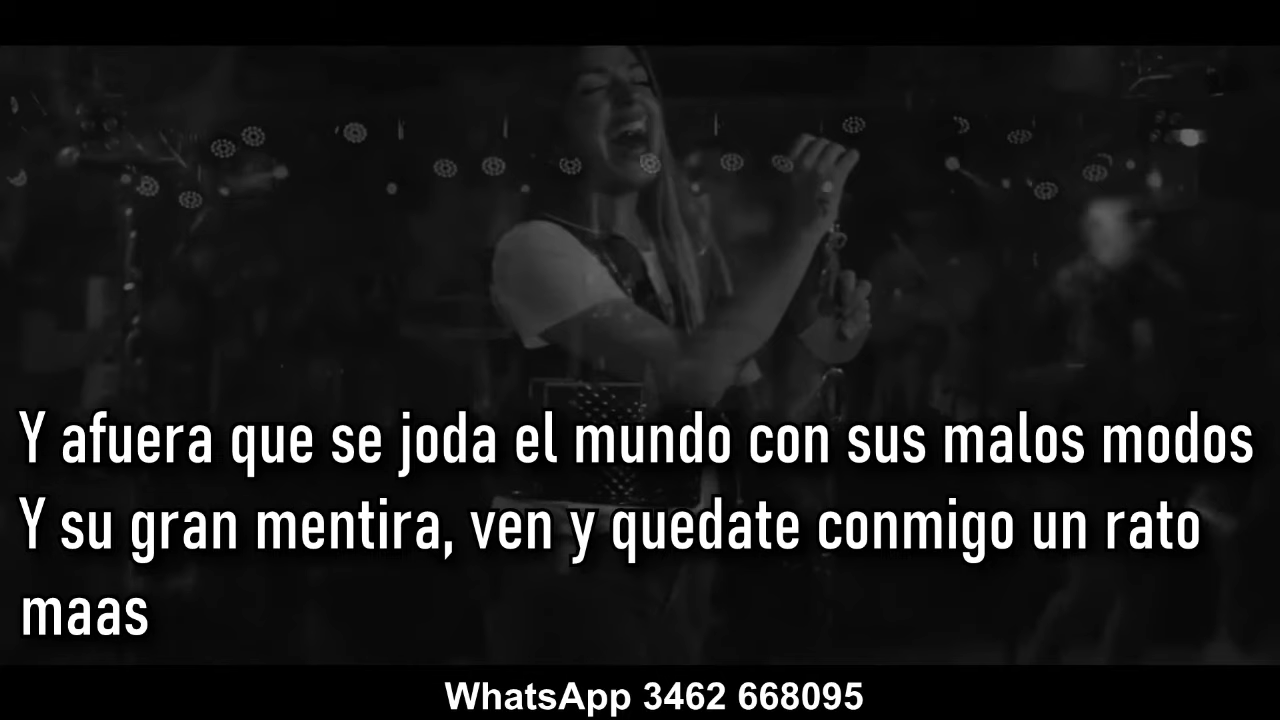 Y afuera que se joda el mundo con sus malos modos
Y su gran mentira, ven y quedate conmigo un rato
maas
WhatsApp 3462 668095